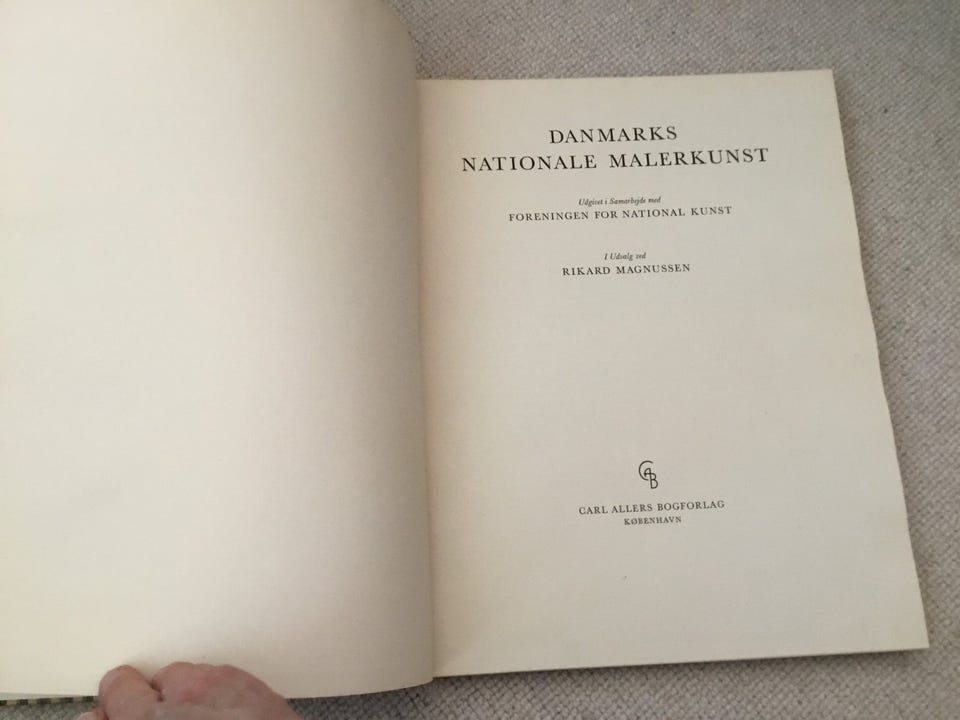 DANMARKS
NATIONALE MALERKUNST
Udgivet i Samarbejde med
FORENINGEN FOR NATIONAL KUNST
I Udvalg ved
RIKARD MAGNUSSEN
CAB
CARL ALLERS BOGFORLAG
KØBENHAVN